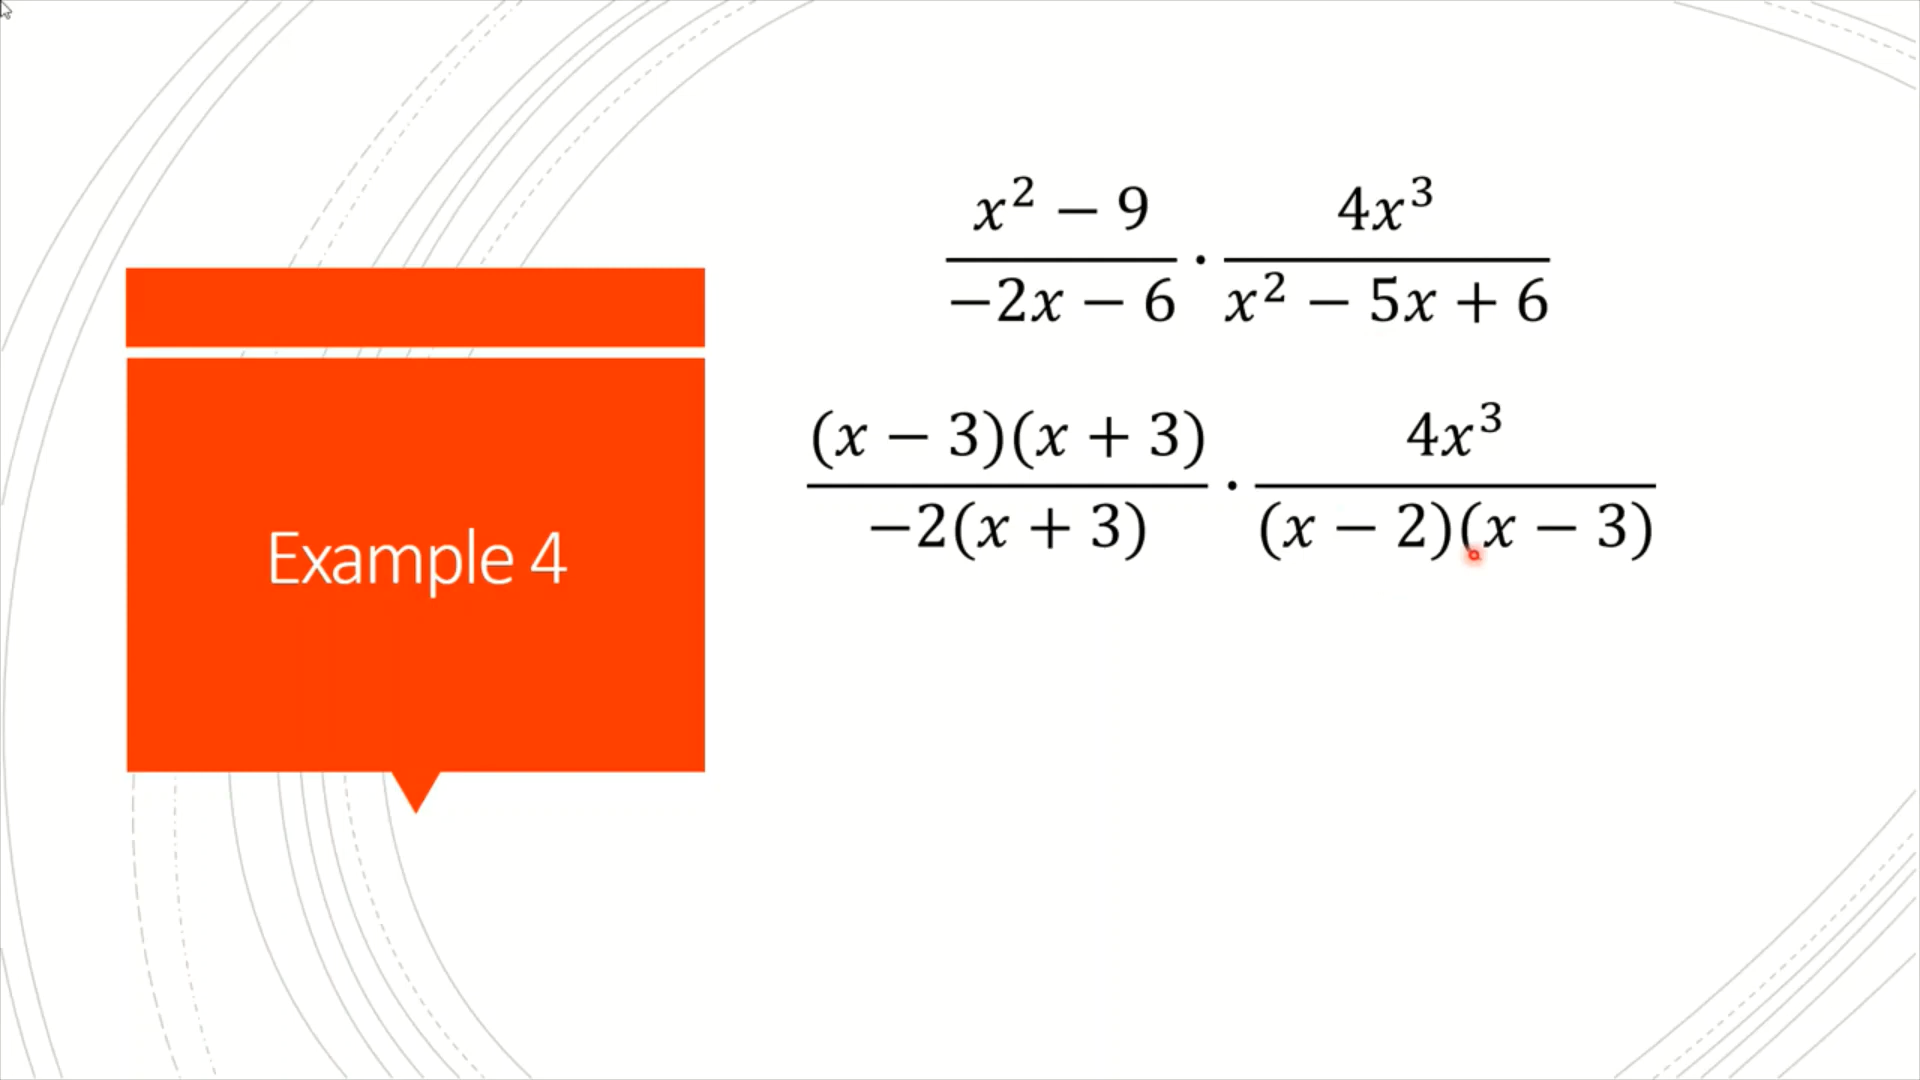 Example 4
x² − 9
−2x − 6
·
4x³
x² − 5x + 6
(x − 3)(x + 3)
−2(x + 3)
·
4x³
(x − 2)(x − 3)